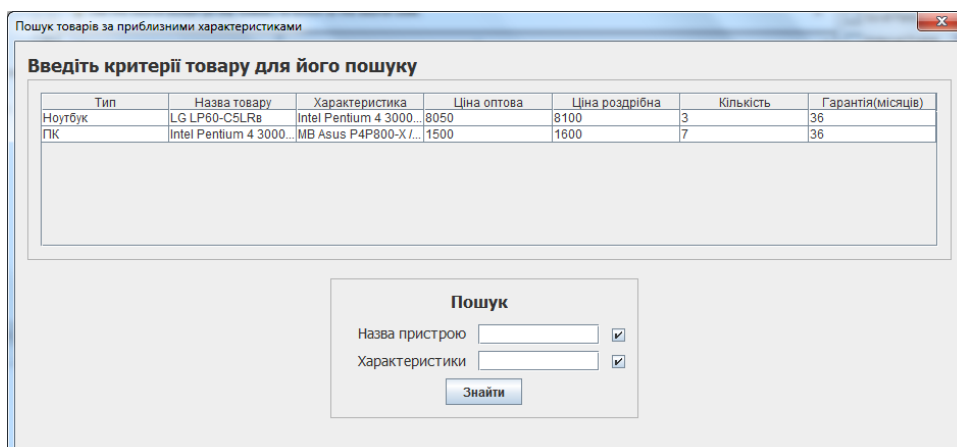 Пошук товарів за приблизними характеристиками
Введіть критерії товару для його пошуку
Тип Назва товару Характеристика Ціна оптова Ціна роздрібна Кількість Гарантія(місяців)
Ноутбук LG LP60-C5LRв Intel Pentium 4 3000... 8050 8100 3 36
ПК Intel Pentium 4 3000... MB Asus P4P800-X /... 1500 1600 7 36
Пошук
Назва пристрою
Характеристики
Знайти